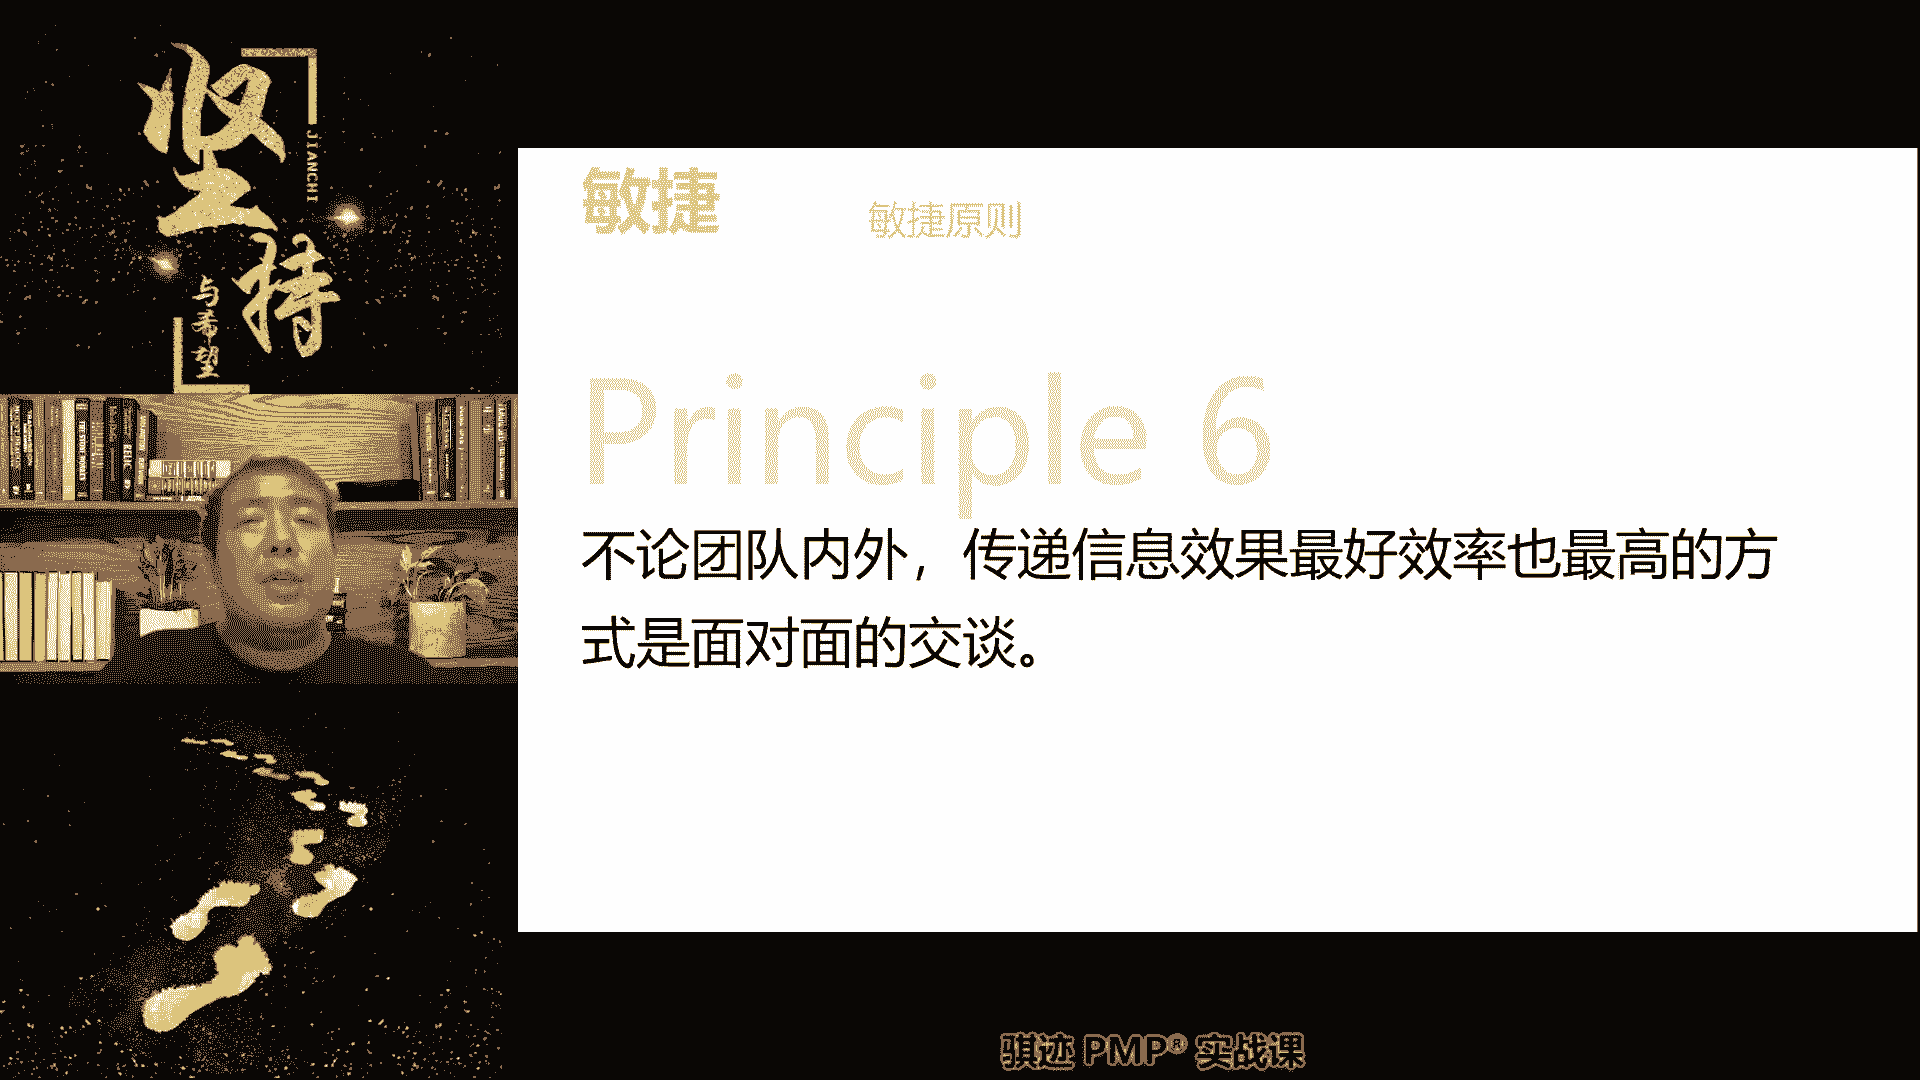 坚持
JIANCHI
与希望
敏捷
敏捷原则
Principle 6
不论团队内外，传递信息效果最好效率也最高的方
式是面对面的交谈。
骐迹 PMP® 实战课